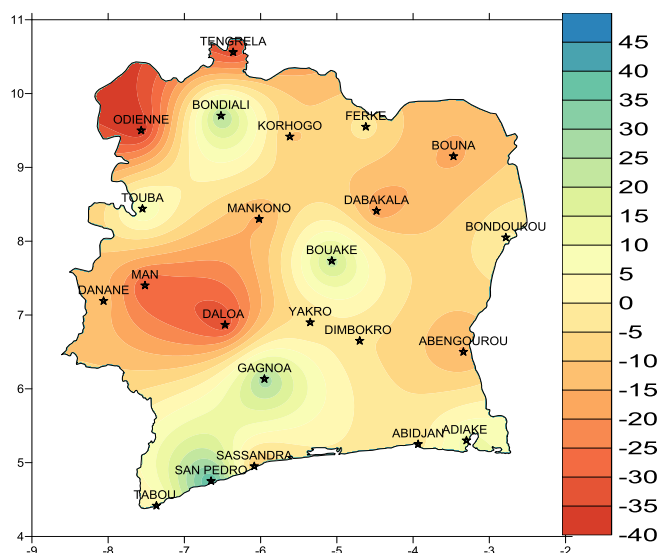 11
TENGRELA
45
40
10
BONDIALI
35
ODIENNE
KORHOGO
FERKE
30
BOUNA
25
9
20
TOUBA
MANKONO
DABAKALA
15
BONDOUKOU
10
8
BOUAKE
5
MAN
DANANE
0
DALOA
YAKRO
7
DIMBOKRO
-5
ABENGOUROU
-10
GAGNOA
-15
6
-20
ABIDJAN
ADIAKE
-25
5
SASSANDRA
SAN PEDRO
-30
TABOU
-35
4
-40
-9 -8 -7 -6 -5 -4 -3 -2